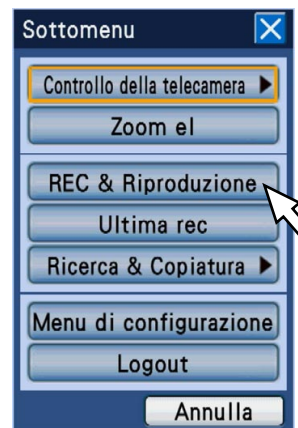 Sottomenu
Controllo della telecamera
Zoom el
REC & Riproduzione
Ultima rec
Ricerca & Copiatura
Menu di configurazione
Logout
Annulla